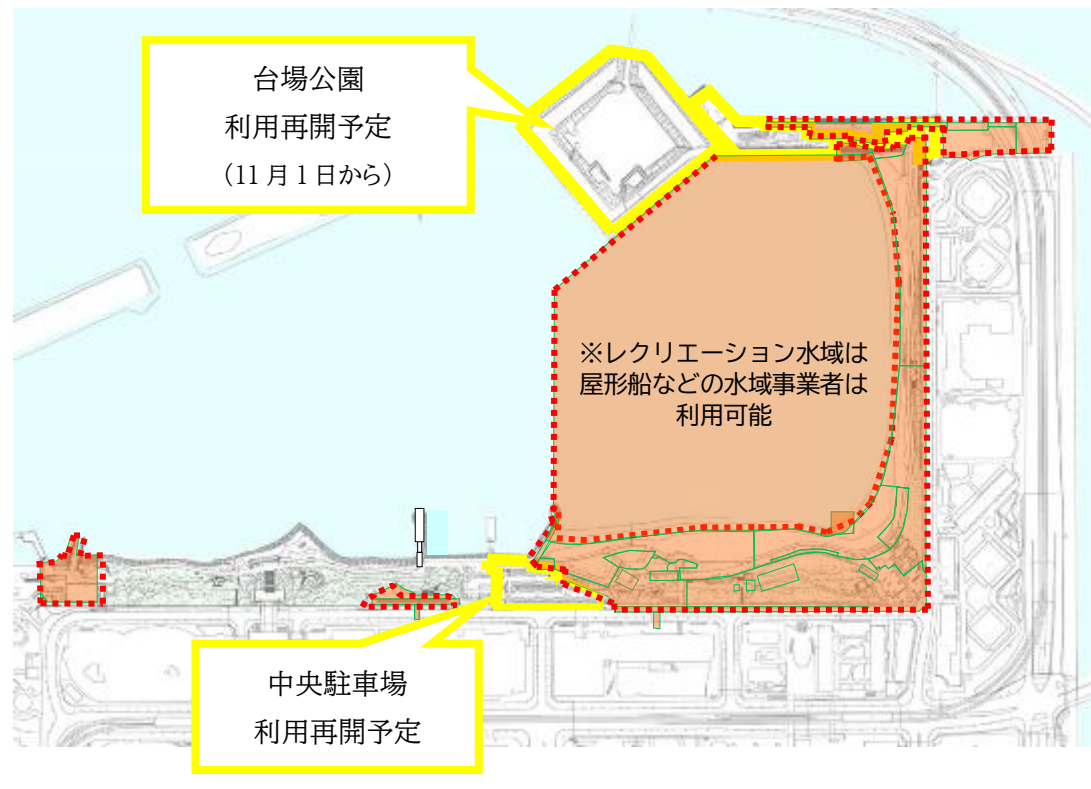 台場公園
利用再開予定
（11月1日から）
※レクリエーション水域は
屋形船などの水域事業者は
利用可能
中央駐車場
利用再開予定